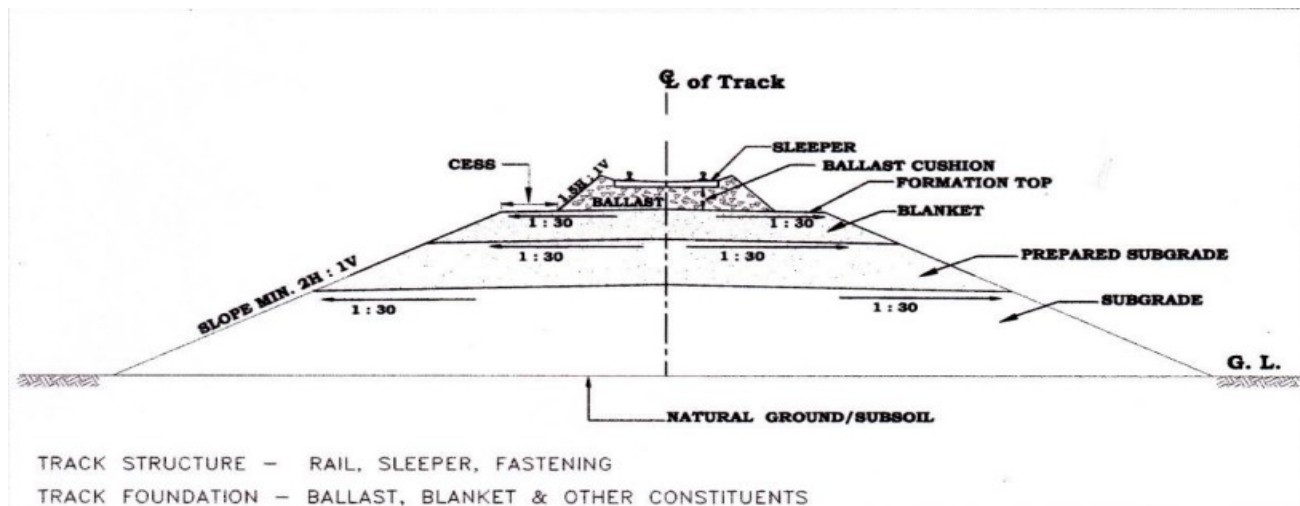 ℄ of Track
SLEEPER
CESS
BALLAST CUSHION
1.5H : 1V
FORMATION TOP
BALLAST
BLANKET
1 : 30
1 : 30
1 : 30
1 : 30
PREPARED SUBGRADE
SLOPE MIN. 2H : 1V
SUBGRADE
1 : 30
1 : 30
G. L.
NATURAL GROUND/SUBSOIL
TRACK STRUCTURE – RAIL, SLEEPER, FASTENING
TRACK FOUNDATION – BALLAST, BLANKET & OTHER CONSTITUENTS